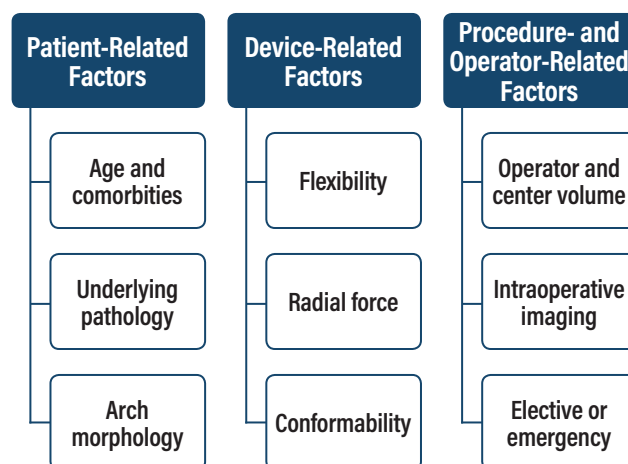 Patient-Related
Factors
Age and
comorbities
Underlying
pathology
Arch
morphology
Device-Related
Factors
Flexibility
Radial force
Conformability
Procedure- and
Operator-Related
Factors
Operator and
center volume
Intraoperative
imaging
Elective or
emergency